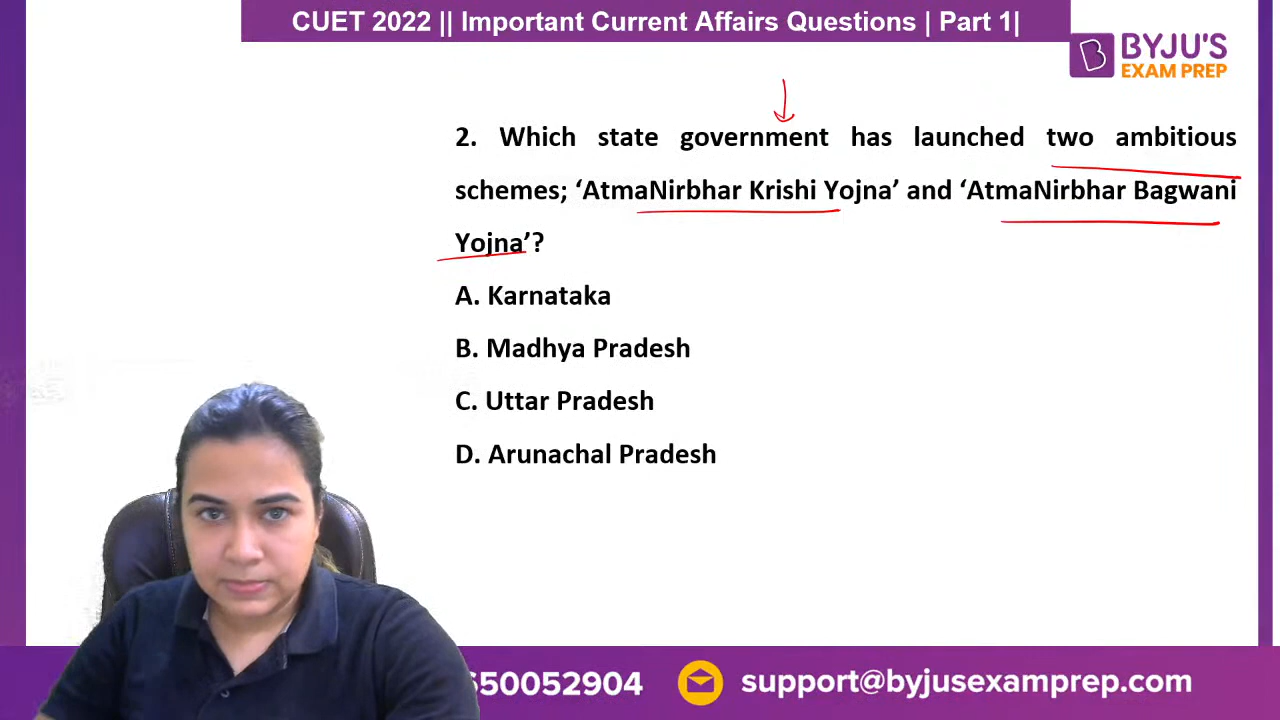 CUET 2022 || Important Current Affairs Questions | Part 1|
BYJU'S
EXAM PREP
2. Which state government has launched two ambitious
schemes; ‘AtmaNirbhar Krishi Yojna’ and ‘AtmaNirbhar Bagwani
Yojna’?
A. Karnataka
B. Madhya Pradesh
C. Uttar Pradesh
D. Arunachal Pradesh
650052904
support@byjusexamprep.com